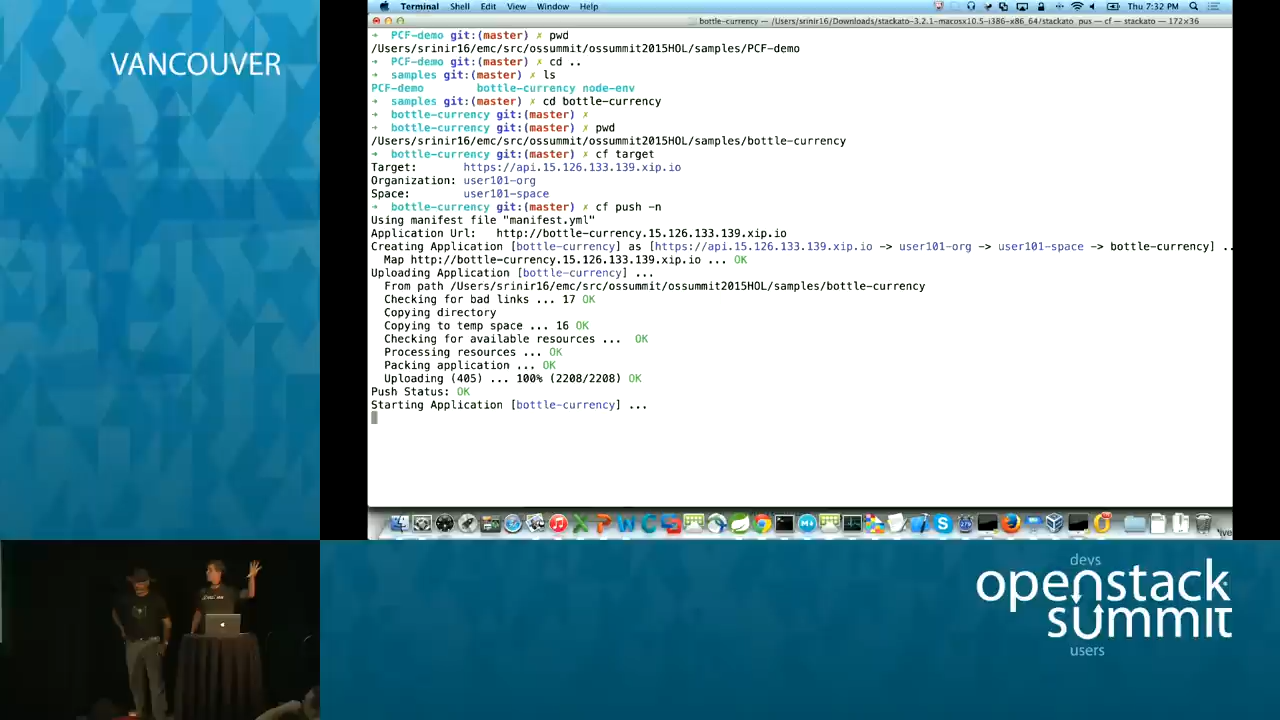 VANCOUVER
Terminal Shell Edit View Window Help Thu 7:32 PM
bottle-currency — /Users/srinir16/Downloads/stackato-3.2.1-macosx10.5-i386-x86_64/stackato pus — cf — stackato — 172×36
➜ PCF-demo git:(master) ✗ pwd
/Users/srinir16/emc/src/ossummit/ossummit2015HOL/samples/PCF-demo
➜ PCF-demo git:(master) ✗ cd ..
➜ samples git:(master) ✗ ls
PCF-demo bottle-currency node-env
➜ samples git:(master) ✗ cd bottle-currency
➜ bottle-currency git:(master) ✗
➜ bottle-currency git:(master) ✗ pwd
/Users/srinir16/emc/src/ossummit/ossummit2015HOL/samples/bottle-currency
➜ bottle-currency git:(master) ✗ cf target
Target: https://api.15.126.133.139.xip.io
Organization: user101-org
Space: user101-space
➜ bottle-currency git:(master) ✗ cf push -n
Using manifest file "manifest.yml"
Application Url: http://bottle-currency.15.126.133.139.xip.io
Creating Application [bottle-currency] as [https://api.15.126.133.139.xip.io -> user101-org -> user101-space -> bottle-currency] ..
Map http://bottle-currency.15.126.133.139.xip.io ... OK
Uploading Application [bottle-currency] ...
From path /Users/srinir16/emc/src/ossummit/ossummit2015HOL/samples/bottle-currency
Checking for bad links ... 17 OK
Copying directory
Copying to temp space ... 16 OK
Checking for available resources ... OK
Processing resources ... OK
Packing application ... OK
Uploading (405) ... 100% (2208/2208) OK
Push Status: OK
Starting Application [bottle-currency] ...
devs
openstack
summit
users